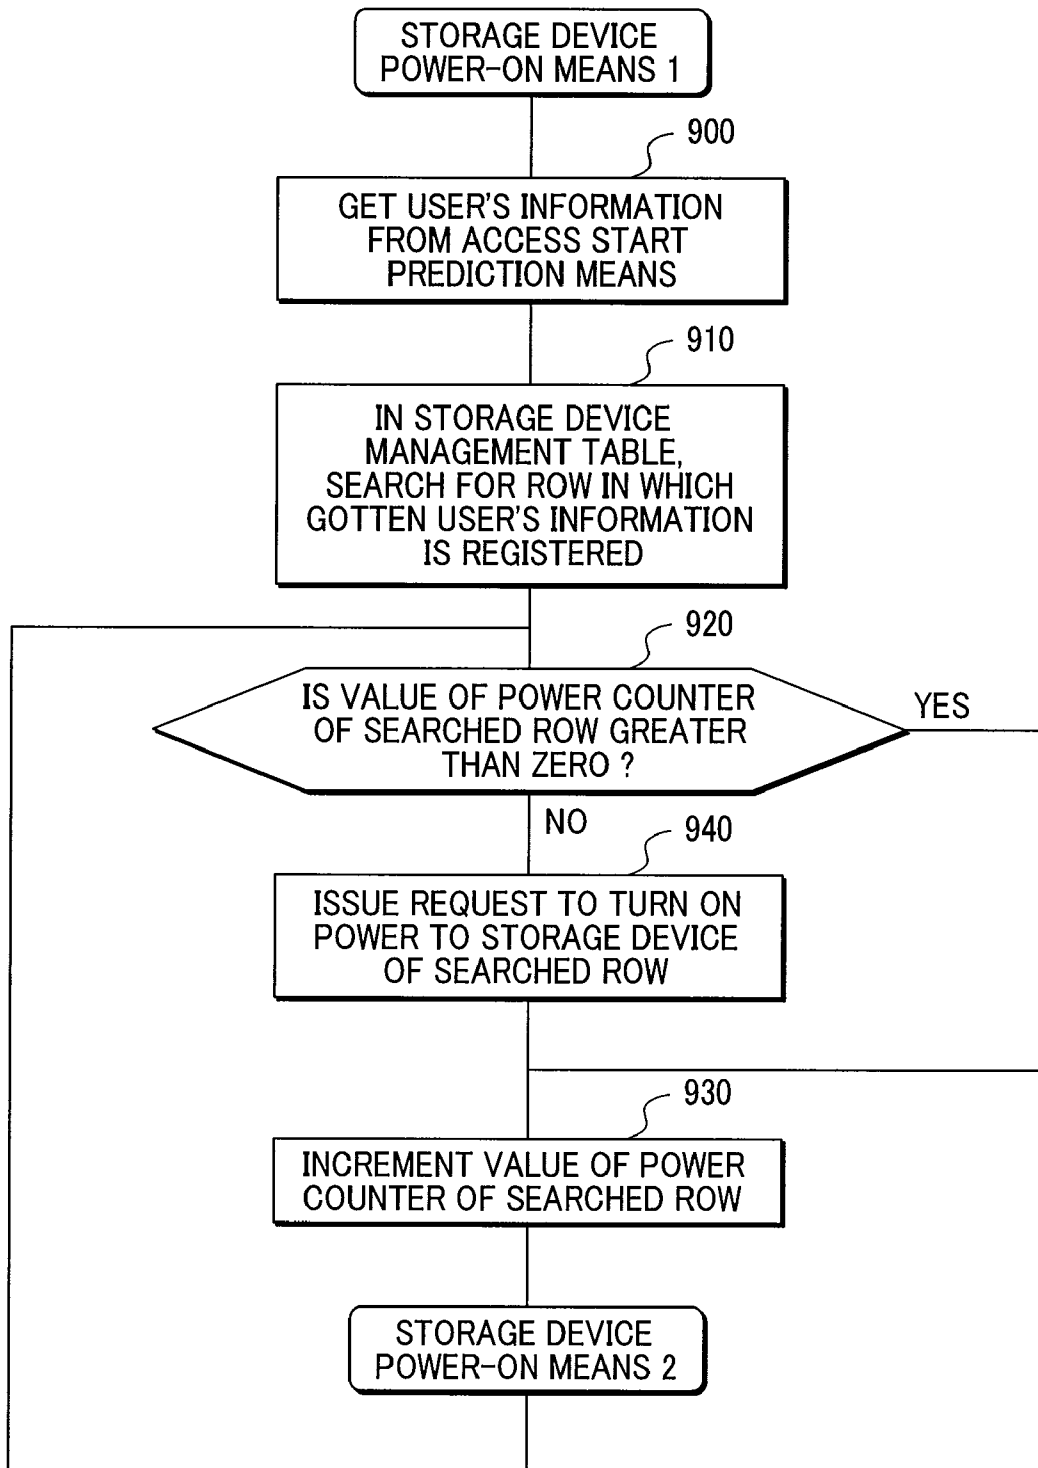 STORAGE DEVICE
POWER-ON MEANS 1
900
GET USER'S INFORMATION
FROM ACCESS START
PREDICTION MEANS
910
IN STORAGE DEVICE
MANAGEMENT TABLE,
SEARCH FOR ROW IN WHICH
GOTTEN USER'S INFORMATION
IS REGISTERED
920
IS VALUE OF POWER COUNTER
OF SEARCHED ROW GREATER
THAN ZERO ?
YES
NO
940
ISSUE REQUEST TO TURN ON
POWER TO STORAGE DEVICE
OF SEARCHED ROW
930
INCREMENT VALUE OF POWER
COUNTER OF SEARCHED ROW
STORAGE DEVICE
POWER-ON MEANS 2